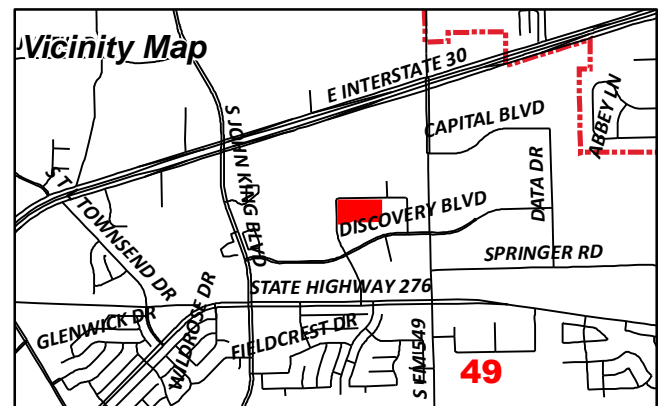 Vicinity Map
E INTERSTATE 30
ABBEY LN
CAPITAL BLVD
S JOHN KING BLVD
S T L TOWNSEND DR
DATA DR
DISCOVERY BLVD
SPRINGER RD
STATE HIGHWAY 276
WILDROSE DR
GLENWICK DR
FIELDCREST DR
S FM 549
49